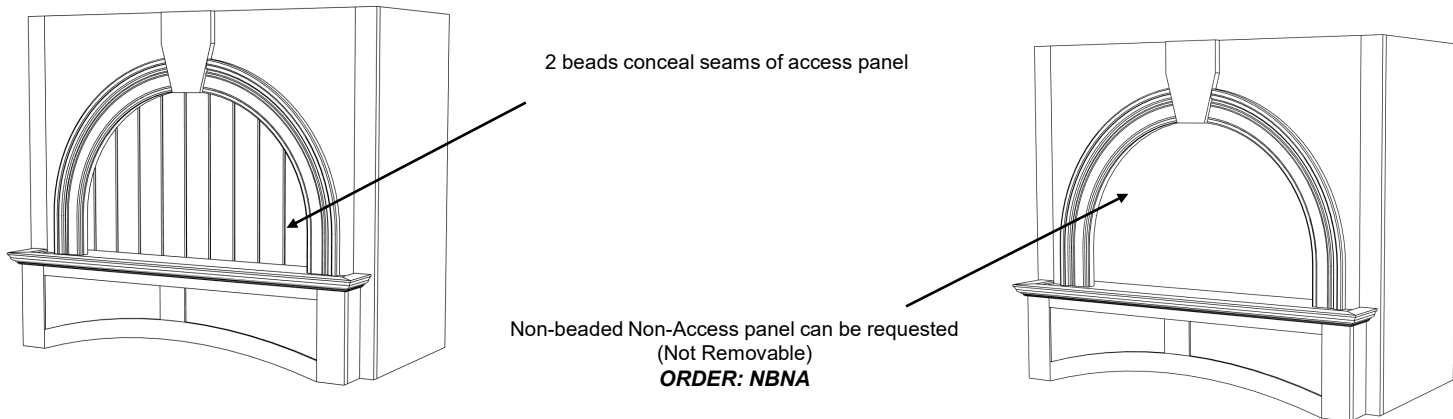 2 beads conceal seams of access panel
Non-beaded Non-Access panel can be requested
(Not Removable)
ORDER: NBNA